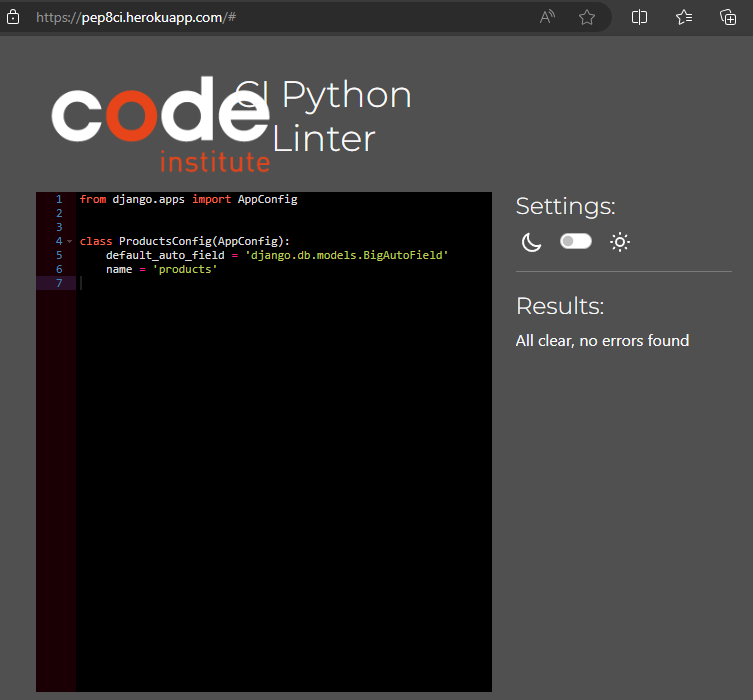 https://pep8ci.herokuapp.com/#
code
institute
CI Python
Linter
1 from django.apps import AppConfig
2
3
4 class ProductsConfig(AppConfig):
5     default_auto_field = 'django.db.models.BigAutoField'
6     name = 'products'
7
Settings:
Results:
All clear, no errors found